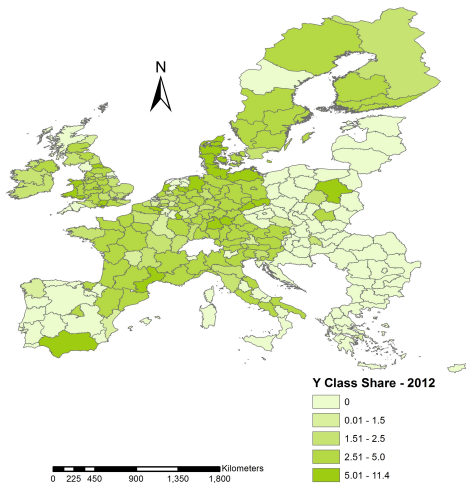 N
Y Class Share - 2012
0
0.01 - 1.5
1.51 - 2.5
2.51 - 5.0
5.01 - 11.4
Kilometers
0 225 450 900 1,350 1,800